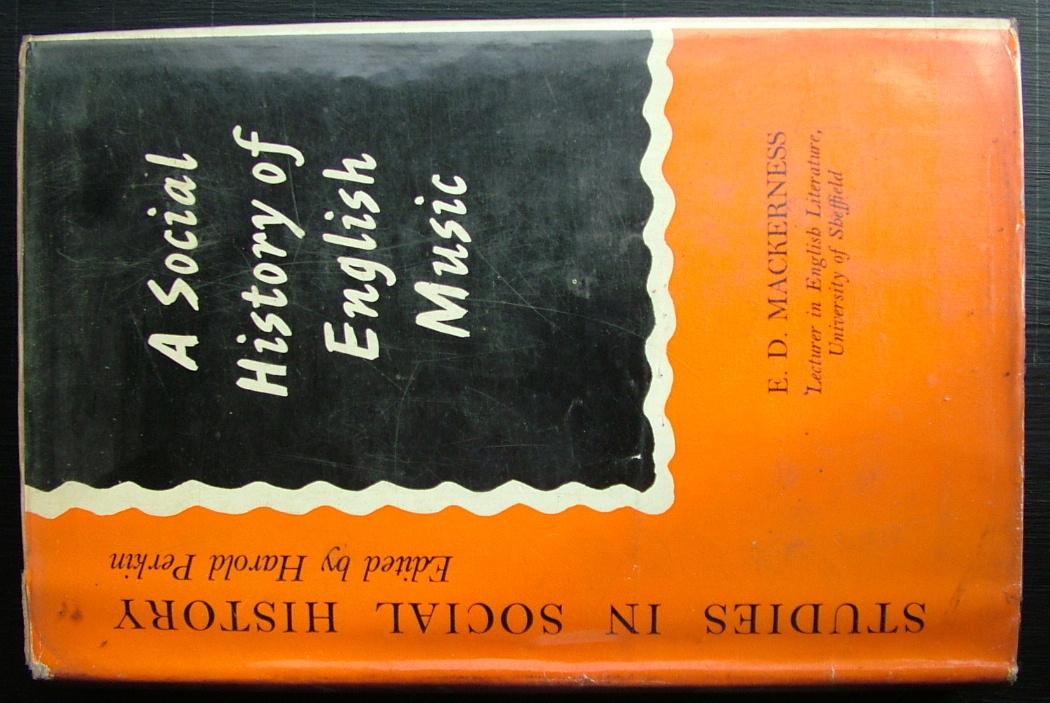 A Social
History of
English
Music
E. D. MACKERNESS
Lecturer in English Literature,
University of Sheffield
STUDIES IN SOCIAL HISTORY
Edited by Harold Perkin